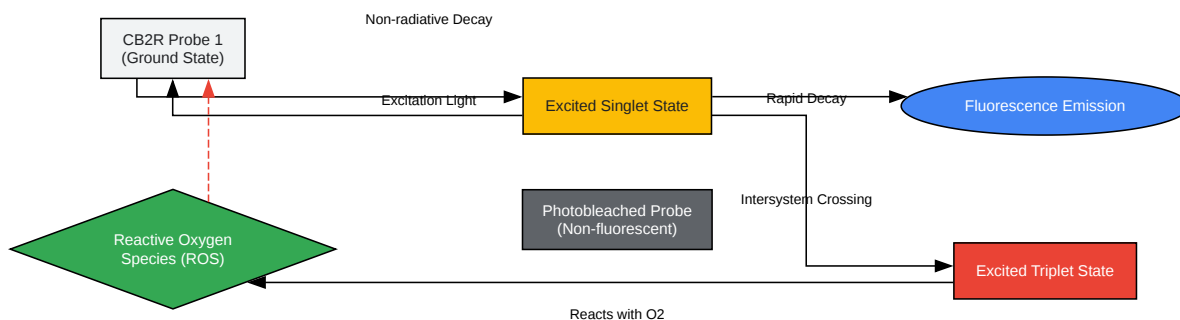 Non-radiative Decay
CB2R Probe 1
(Ground State)
Excitation Light
Excited Singlet State
Rapid Decay
Fluorescence Emission
Photobleached Probe
(Non-fluorescent)
Intersystem Crossing
Reactive Oxygen
Species (ROS)
Excited Triplet State
Reacts with O2